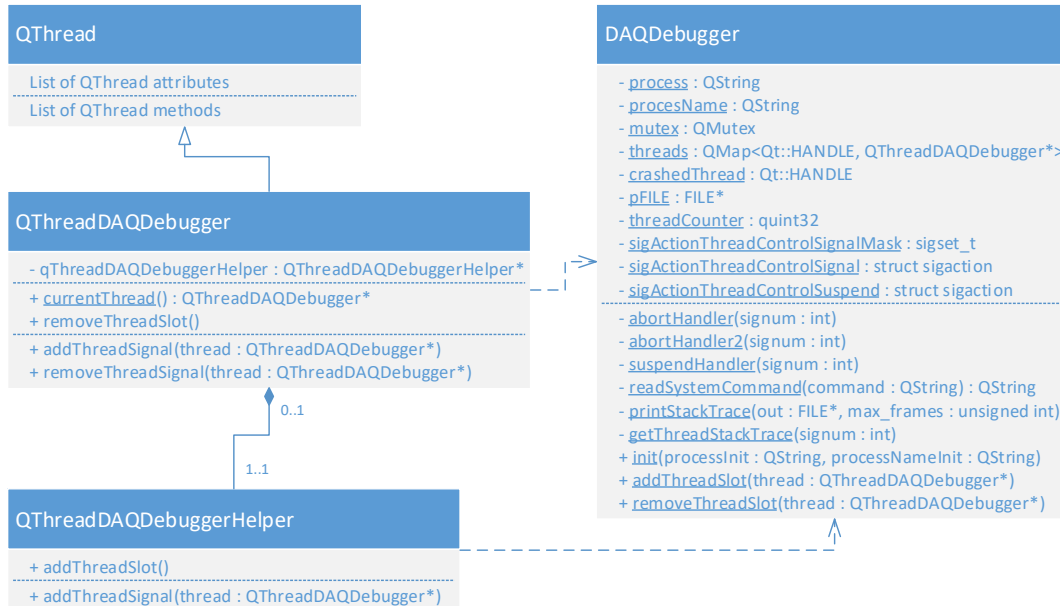 QThread
List of QThread attributes
List of QThread methods
QThreadDAQDebugger
- qThreadDAQDebuggerHelper : QThreadDAQDebuggerHelper*
+ currentThread() : QThreadDAQDebugger*
+ removeThreadSlot()
+ addThreadSignal(thread : QThreadDAQDebugger*)
+ removeThreadSignal(thread : QThreadDAQDebugger*)
0..1
1..1
QThreadDAQDebuggerHelper
+ addThreadSlot()
+ addThreadSignal(thread : QThreadDAQDebugger*)
DAQDebugger
- process : QString
- procesName : QString
- mutex : QMutex
- threads : QMap<Qt::HANDLE, QThreadDAQDebugger*>
- crashedThread : Qt::HANDLE
- pFILE : FILE*
- threadCounter : quint32
- sigActionThreadControlSignalMask : sigset_t
- sigActionThreadControlSignal : struct sigaction
- sigActionThreadControlSuspend : struct sigaction
- abortHandler(signum : int)
- abortHandler2(signum : int)
- suspendHandler(signum : int)
- readSystemCommand(command : QString) : QString
- printStackTrace(out : FILE*, max_frames : unsigned int)
- getThreadStackTrace(signum : int)
+ init(processInit : QString, processNameInit : QString)
+ addThreadSlot(thread : QThreadDAQDebugger*)
+ removeThreadSlot(thread : QThreadDAQDebugger*)